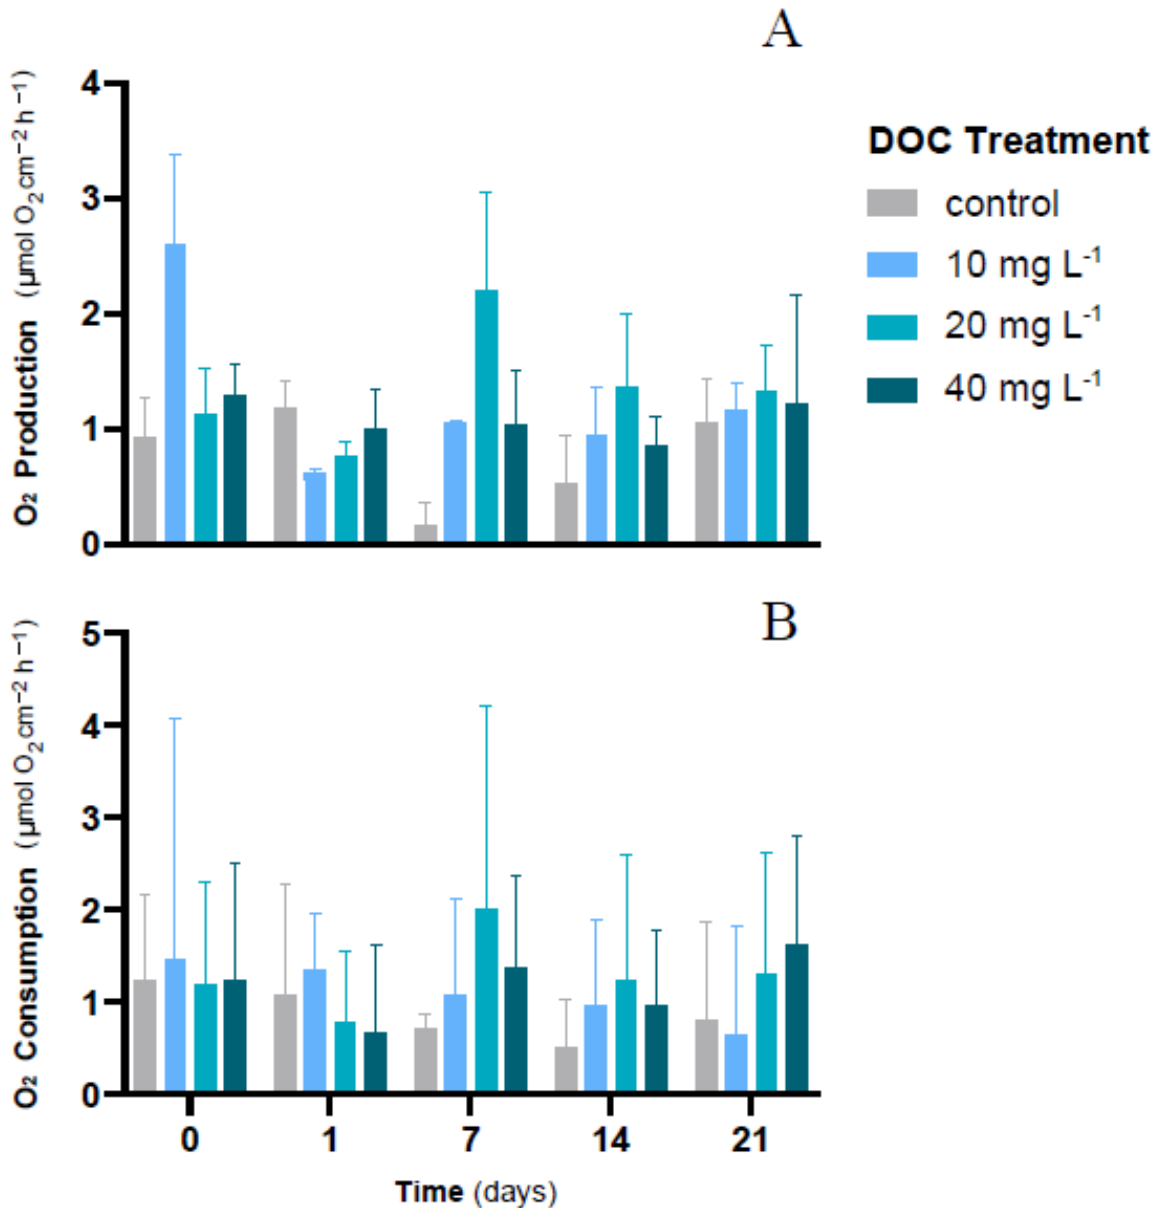 A
4
3
2
1
0
O₂ Production (µmol O₂ cm⁻² h⁻¹)
DOC Treatment
control
10 mg L⁻¹
20 mg L⁻¹
40 mg L⁻¹
B
5
4
3
2
1
0
O₂ Consumption (µmol O₂ cm⁻² h⁻¹)
0 1 7 14 21
Time (days)